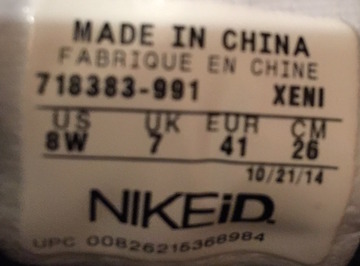 MADE IN CHINA
FABRIQUE EN CHINE
718383-991 XENI
US UK EUR CM
8W 7 41 26
10/21/14
NIKEiD.
UPC 00826215368984